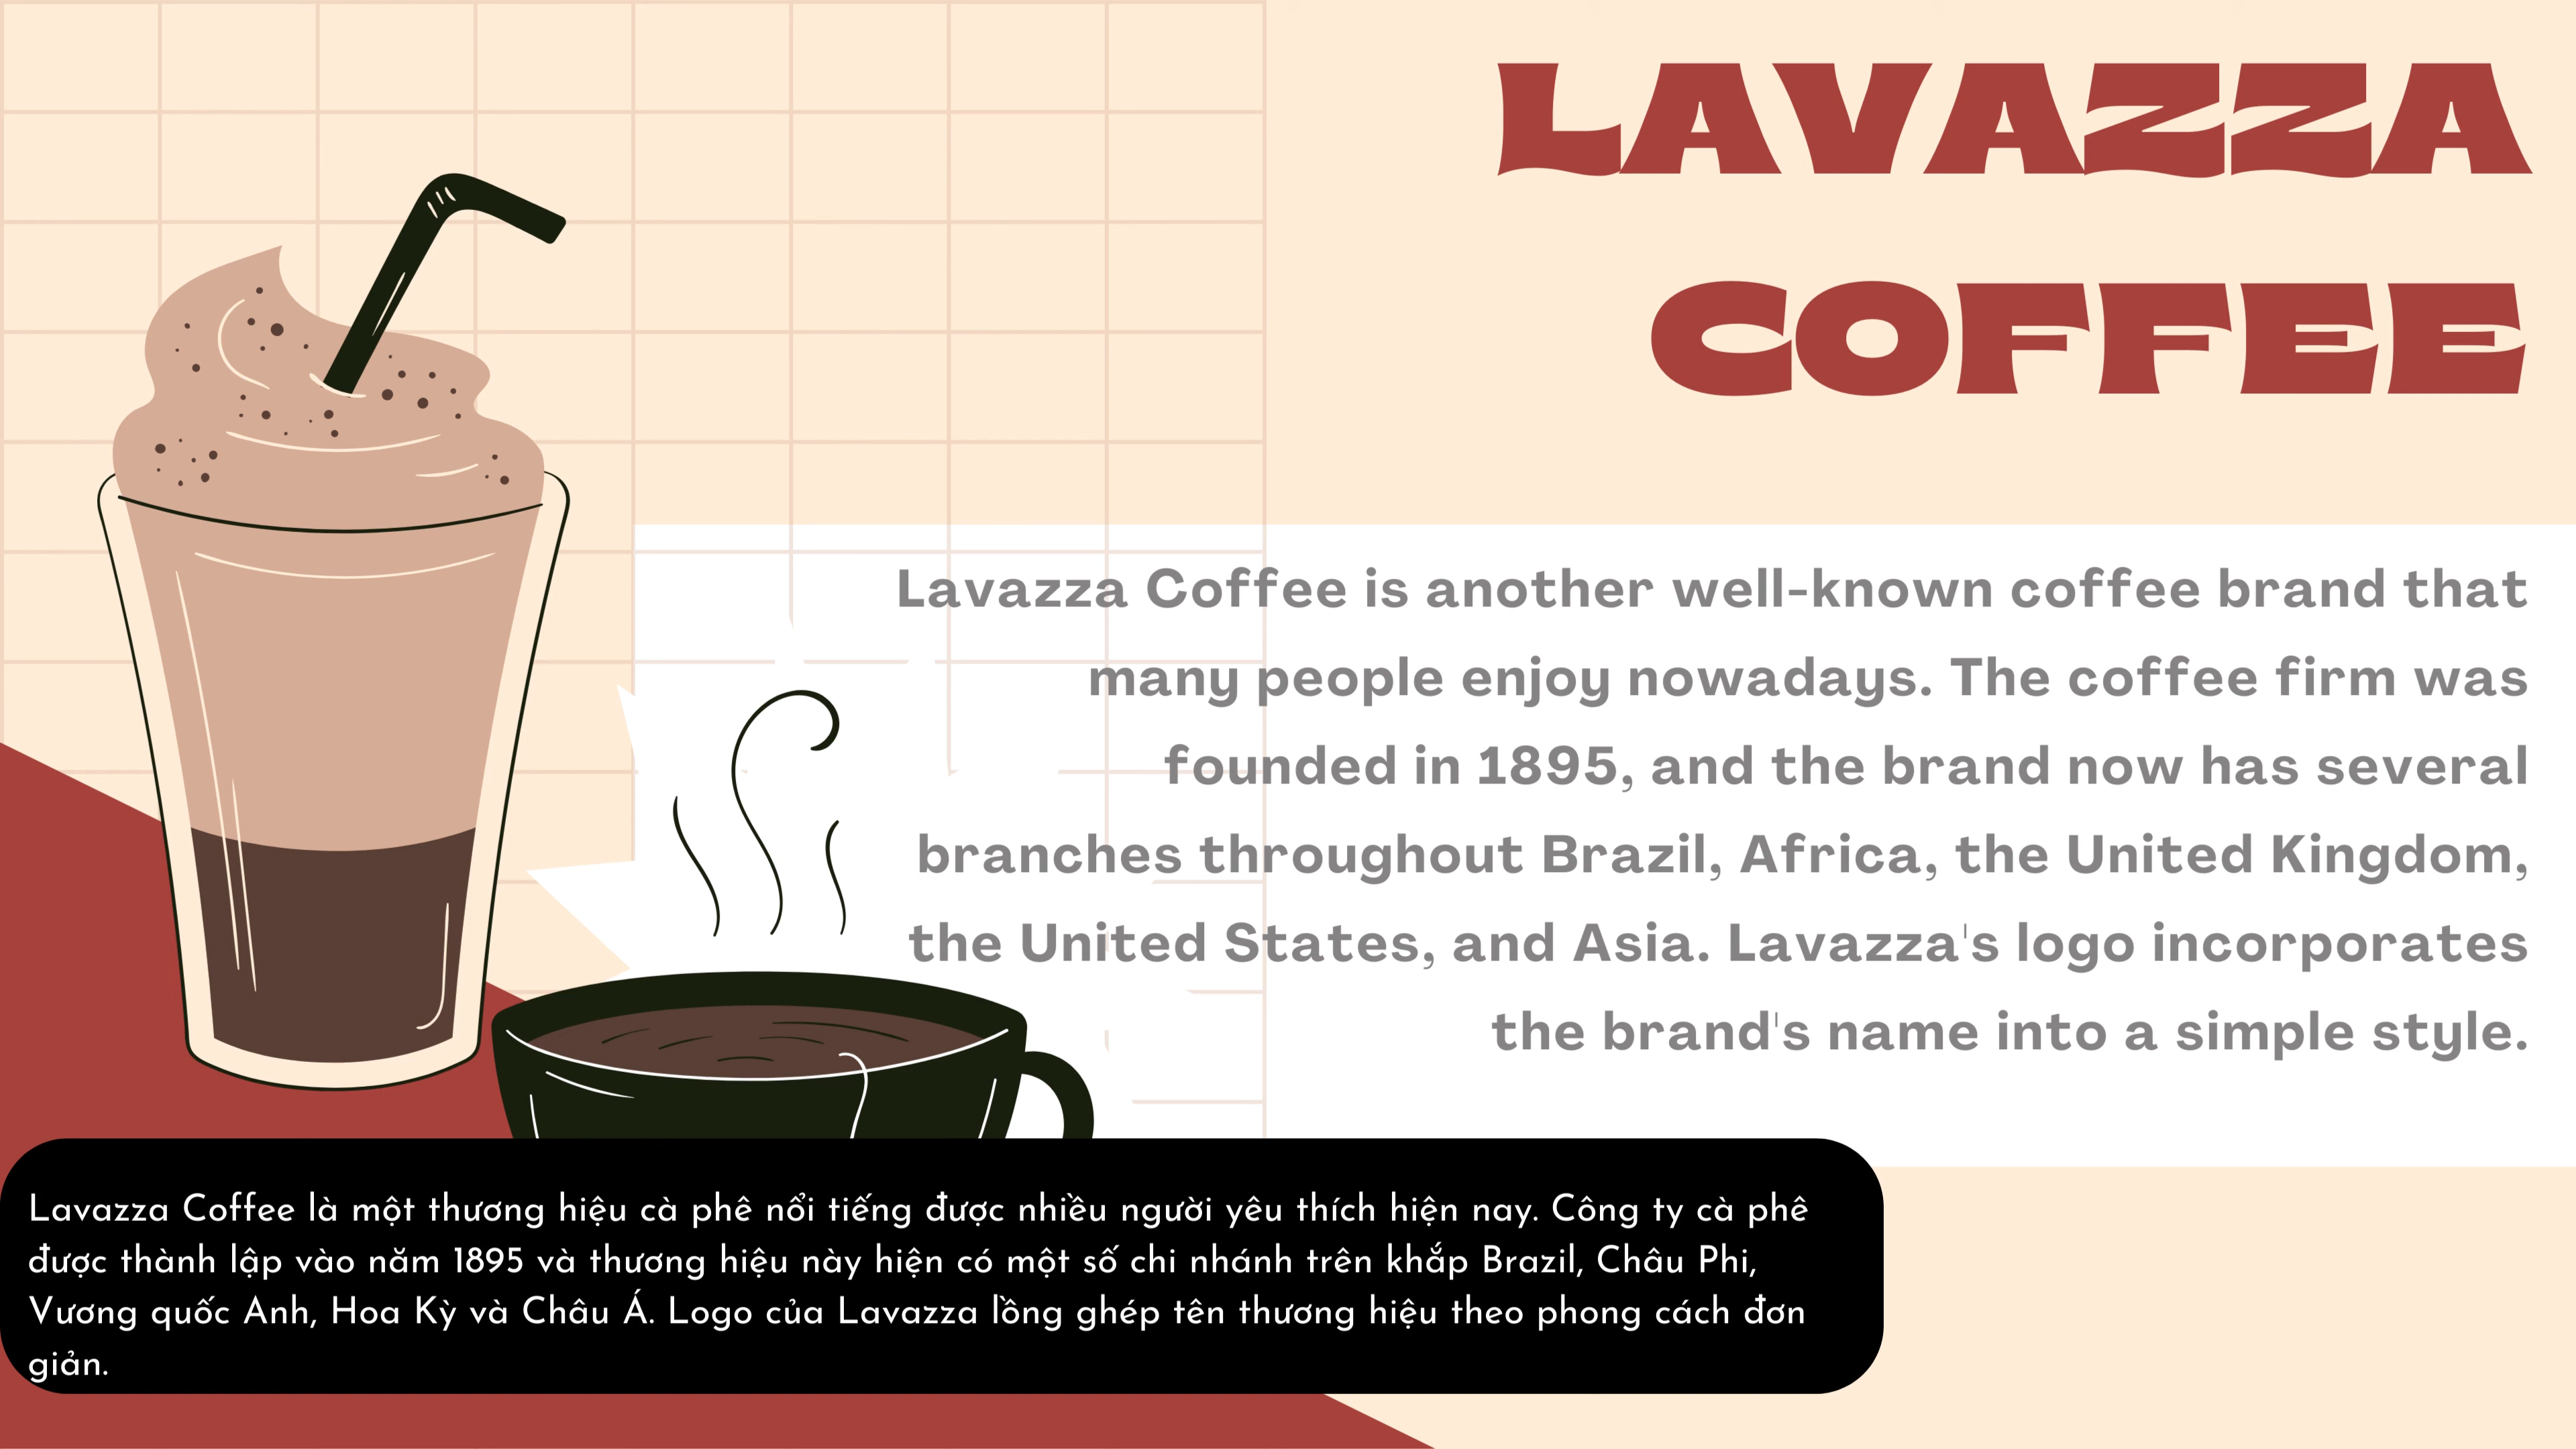 LAVAZZA
COFFEE
Lavazza Coffee is another well-known coffee brand that
many people enjoy nowadays. The coffee firm was
founded in 1895, and the brand now has several
branches throughout Brazil, Africa, the United Kingdom,
the United States, and Asia. Lavazza's logo incorporates
the brand's name into a simple style.
Lavazza Coffee là một thương hiệu cà phê nổi tiếng được nhiều người yêu thích hiện nay. Công ty cà phê
được thành lập vào năm 1895 và thương hiệu này hiện có một số chi nhánh trên khắp Brazil, Châu Phi,
Vương quốc Anh, Hoa Kỳ và Châu Á. Logo của Lavazza lồng ghép tên thương hiệu theo phong cách đơn
giản.